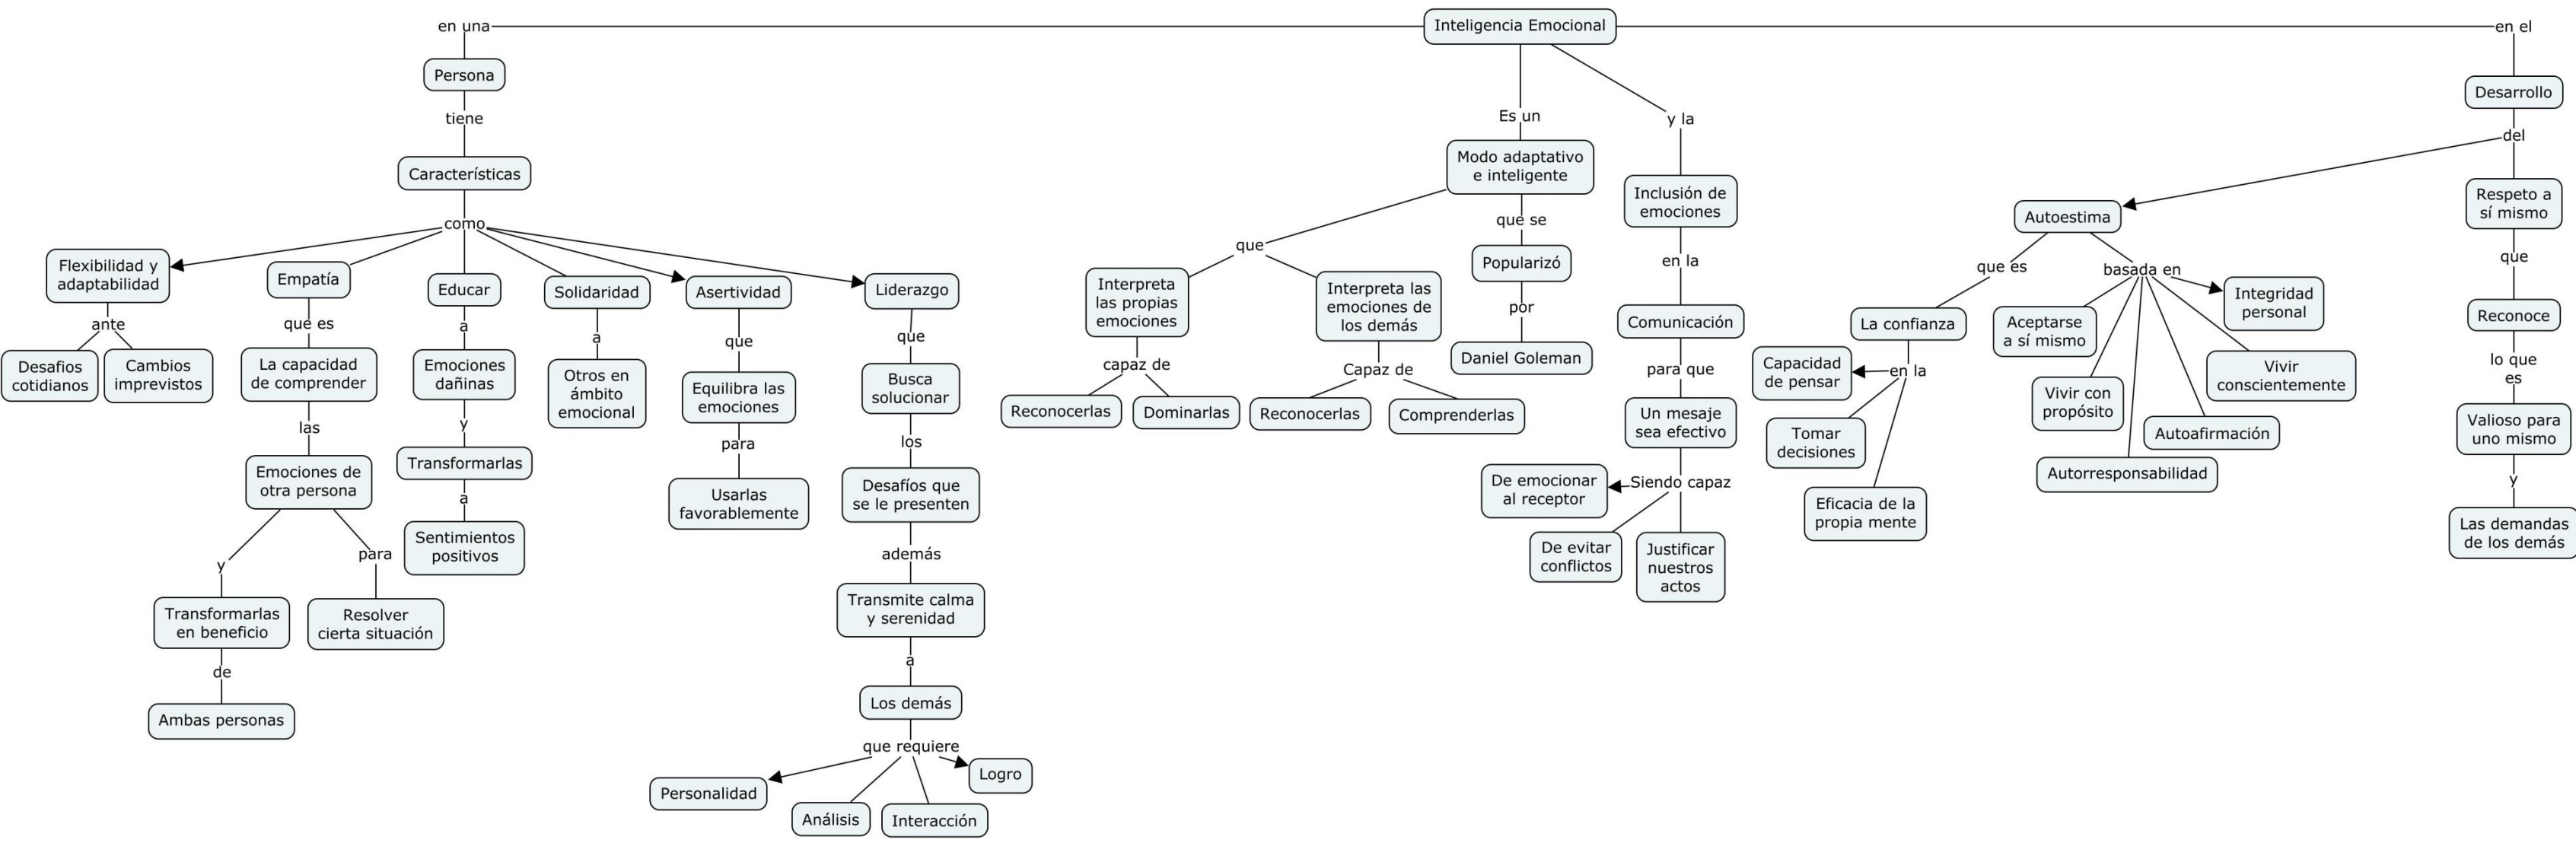 Inteligencia Emocional
en una
Persona
tiene
Características
como
Flexibilidad y
adaptabilidad
ante
Desafios
cotidianos
Cambios
imprevistos
Empatía
que es
La capacidad
de comprender
las
Emociones de
otra persona
y
Transformarlas
en beneficio
de
Ambas personas
para
Resolver
cierta situación
Educar
a
Emociones
dañinas
y
Transformarlas
a
Sentimientos
positivos
Solidaridad
a
Otros en
ámbito
emocional
Asertividad
que
Equilibra las
emociones
para
Usarlas
favorablemente
Liderazgo
que
Busca
solucionar
los
Desafíos que
se le presenten
además
Transmite calma
y serenidad
a
Los demás
que requiere
Personalidad
Análisis
Interacción
Logro
Es un
Modo adaptativo
e inteligente
que
Interpreta
las propias
emociones
capaz de
Reconocerlas
Dominarlas
Interpreta las
emociones de
los demás
Capaz de
Reconocerlas
Comprenderlas
que se
Popularizó
por
Daniel Goleman
y la
Inclusión de
emociones
en la
Comunicación
para que
Un mesaje
sea efectivo
Siendo capaz
De emocionar
al receptor
De evitar
conflictos
Justificar
nuestros
actos
en el
Desarrollo
del
Autoestima
que es
La confianza
en la
Capacidad
de pensar
Tomar
decisiones
Eficacia de la
propia mente
basada en
Aceptarse
a sí mismo
Vivir con
propósito
Autorresponsabilidad
Autoafirmación
Vivir
conscientemente
Integridad
personal
Respeto a
sí mismo
que
Reconoce
lo que
es
Valioso para
uno mismo
y
Las demandas
de los demás